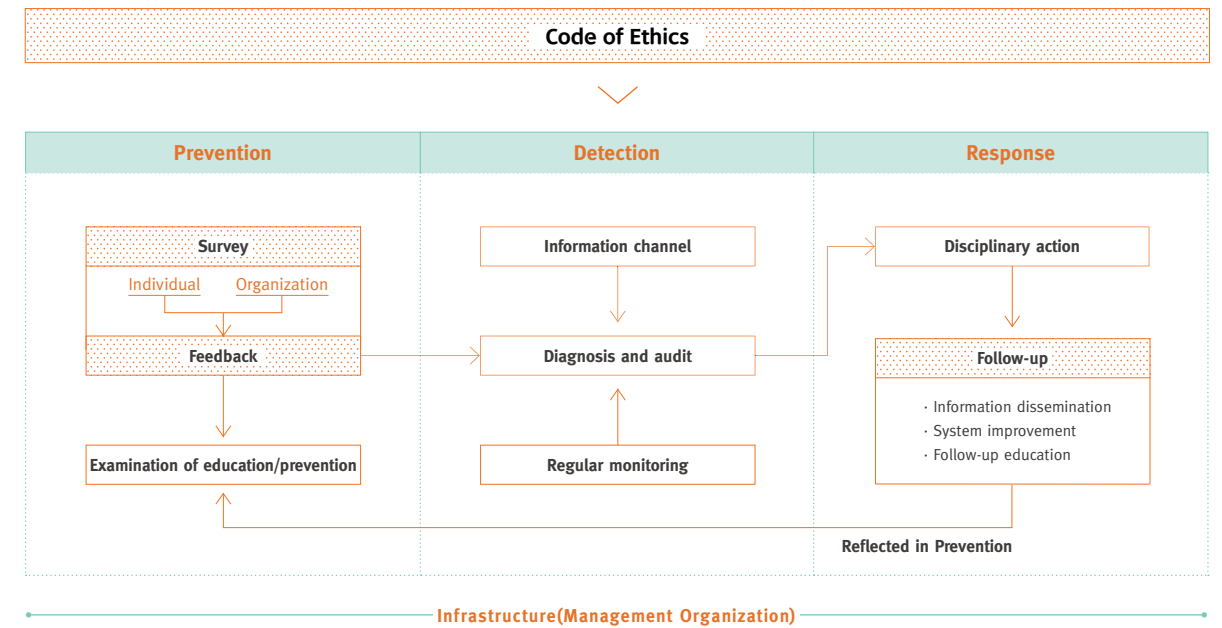 Code of Ethics
Prevention
Detection
Response
Survey
Individual
Organization
Feedback
Examination of education/prevention
Information channel
Diagnosis and audit
Regular monitoring
Disciplinary action
Follow-up
· Information dissemination
· System improvement
· Follow-up education
Reflected in Prevention
Infrastructure(Management Organization)